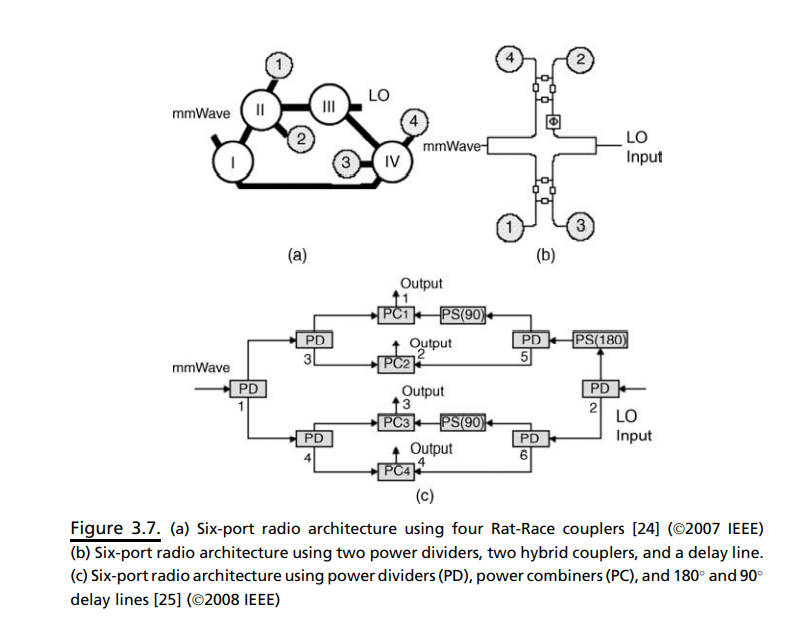 1
LO
mmWave
II
III
2
4
I
3
IV
(a)
4
2
Φ
mmWave
LO
Input
1
3
(b)
Output
1
PC1
PS(90)
PD
3
Output
2
PC2
PD
5
PS(180)
mmWave
PD
1
PD
2
LO
Input
Output
3
PC3
PS(90)
PD
4
Output
4
PC4
PD
6
(c)
Figure 3.7. (a) Six-port radio architecture using four Rat-Race couplers [24] (©2007 IEEE)
(b) Six-port radio architecture using two power dividers, two hybrid couplers, and a delay line.
(c) Six-port radio architecture using power dividers (PD), power combiners (PC), and 180° and 90°
delay lines [25] (©2008 IEEE)